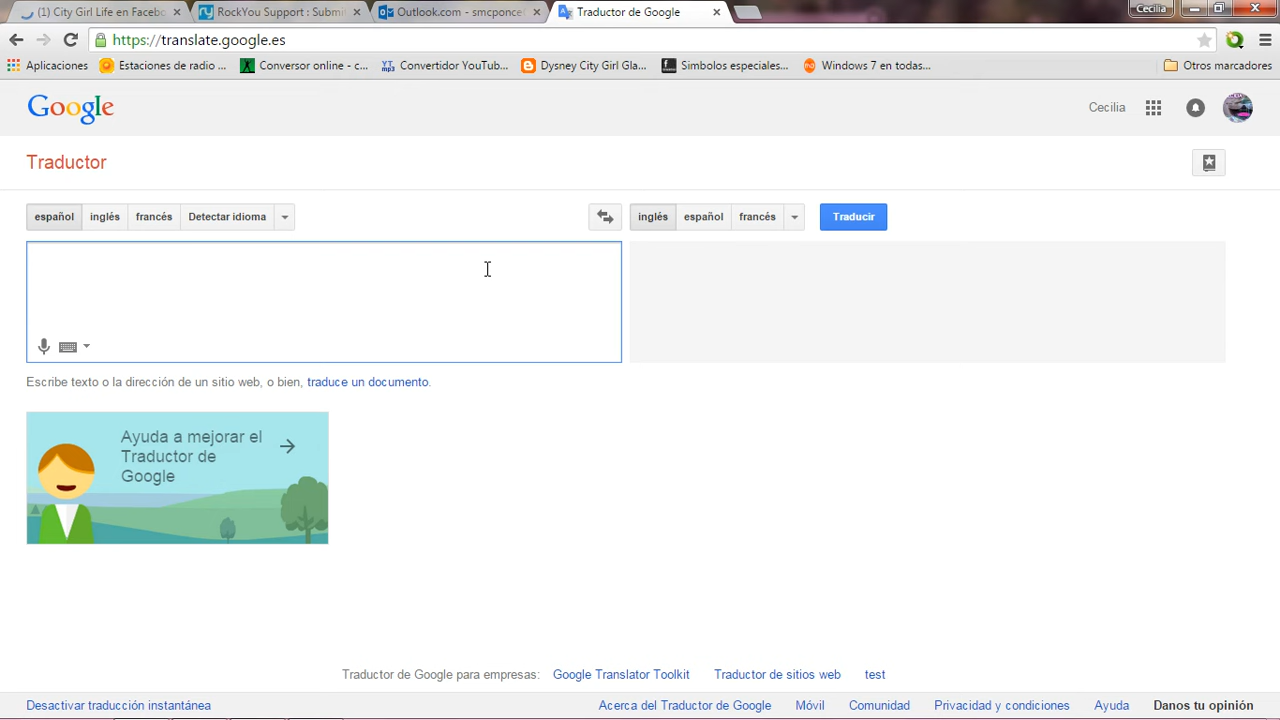 (1) City Girl Life en Facebo
RockYou Support : Submi
Outlook.com - smcponce
Traductor de Google
Cecilia
https://translate.google.es
Aplicaciones
Estaciones de radio ...
Conversor online - c...
Convertidor YouTub...
Dysney City Girl Gla...
Simbolos especiales...
Windows 7 en todas...
Otros marcadores
Google
Cecilia
Traductor
español inglés francés Detectar idioma
inglés español francés
Traducir
Escribe texto o la dirección de un sitio web, o bien, traduce un documento.
Ayuda a mejorar el
Traductor de
Google
Traductor de Google para empresas: Google Translator Toolkit Traductor de sitios web test
Desactivar traducción instantánea
Acerca del Traductor de Google Móvil Comunidad Privacidad y condiciones Ayuda Danos tu opinión